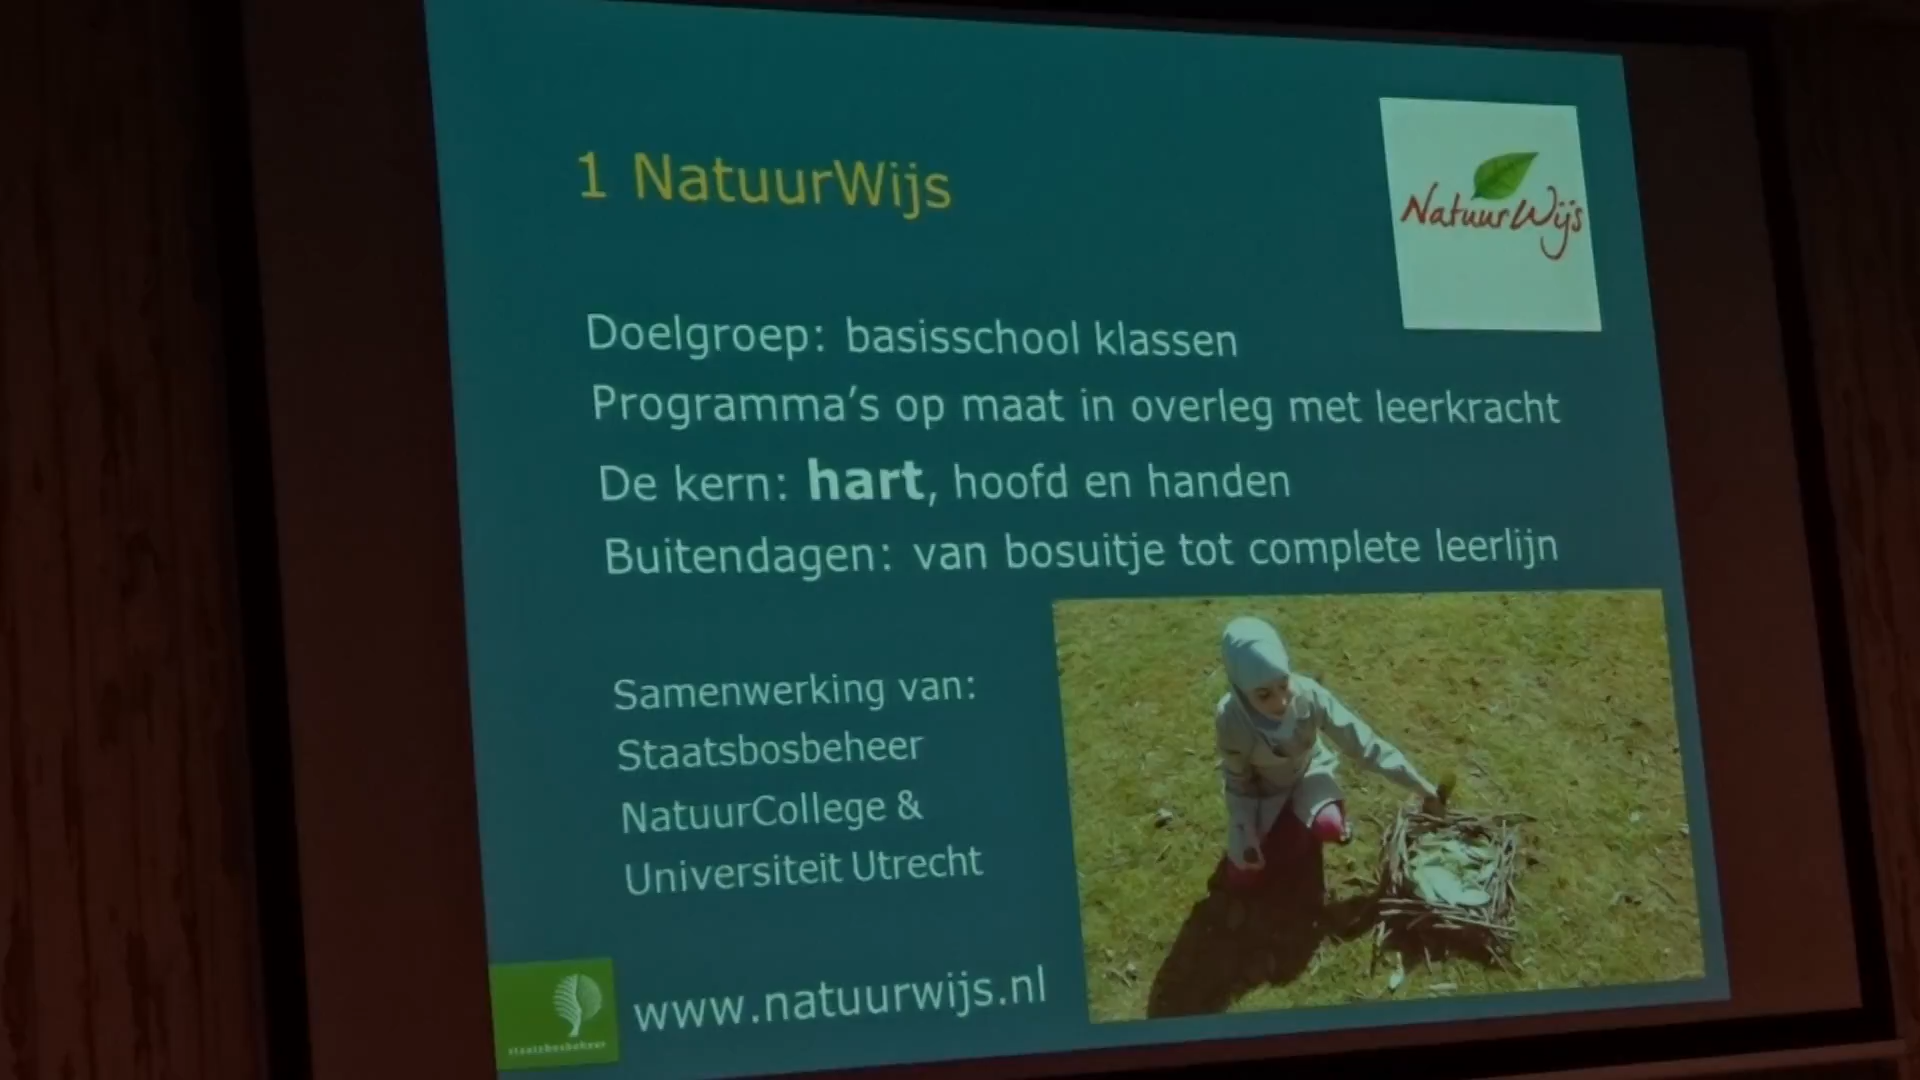 1 NatuurWijs
NatuurWijs
Doelgroep: basisschool klassen
Programma's op maat in overleg met leerkracht
De kern: hart, hoofd en handen
Buitendagen: van bosuitje tot complete leerlijn
Samenwerking van:
Staatsbosbeheer
NatuurCollege &
Universiteit Utrecht
www.natuurwijs.nl
staatsbosbeheer